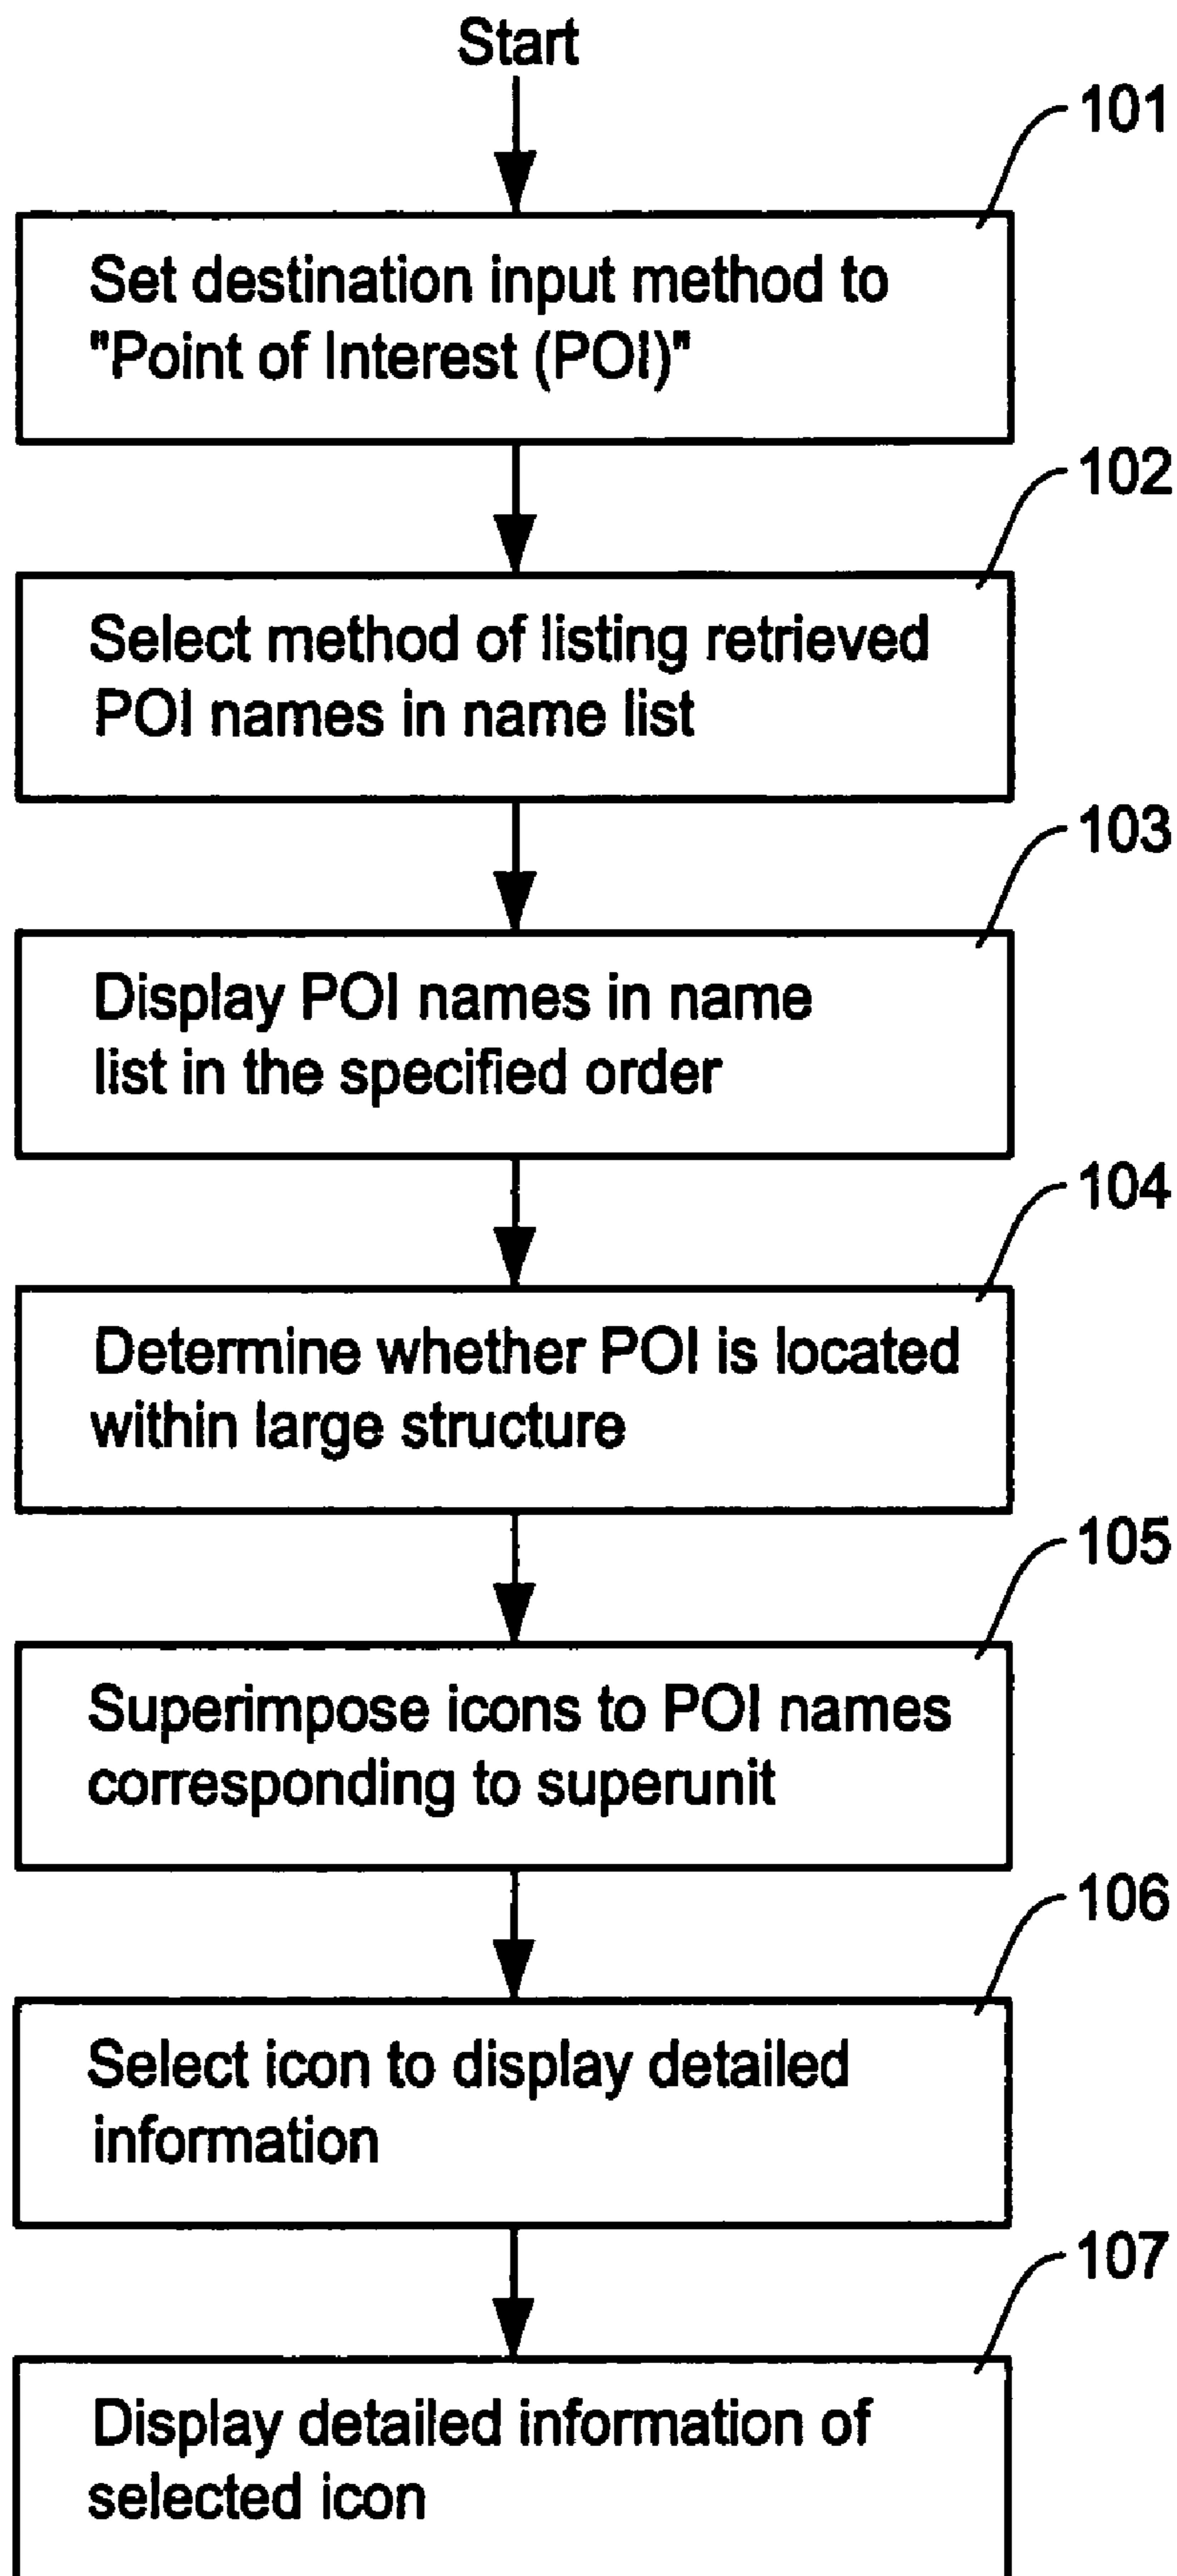 Start
101
Set destination input method to
"Point of Interest (POI)"
102
Select method of listing retrieved
POI names in name list
103
Display POI names in name
list in the specified order
104
Determine whether POI is located
within large structure
105
Superimpose icons to POI names
corresponding to superunit
106
Select icon to display detailed
information
107
Display detailed information of
selected icon